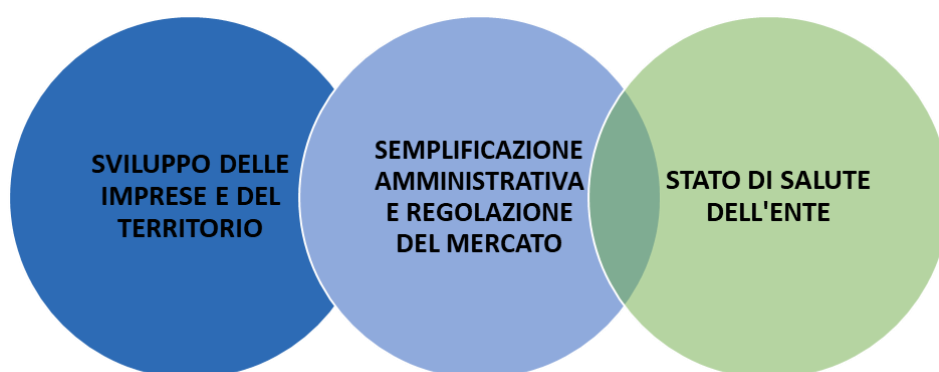 SVILUPPO DELLE
IMPRESE E DEL
TERRITORIO
SEMPLIFICAZIONE
AMMINISTRATIVA
E REGOLAZIONE
DEL MERCATO
STATO DI SALUTE
DELL'ENTE